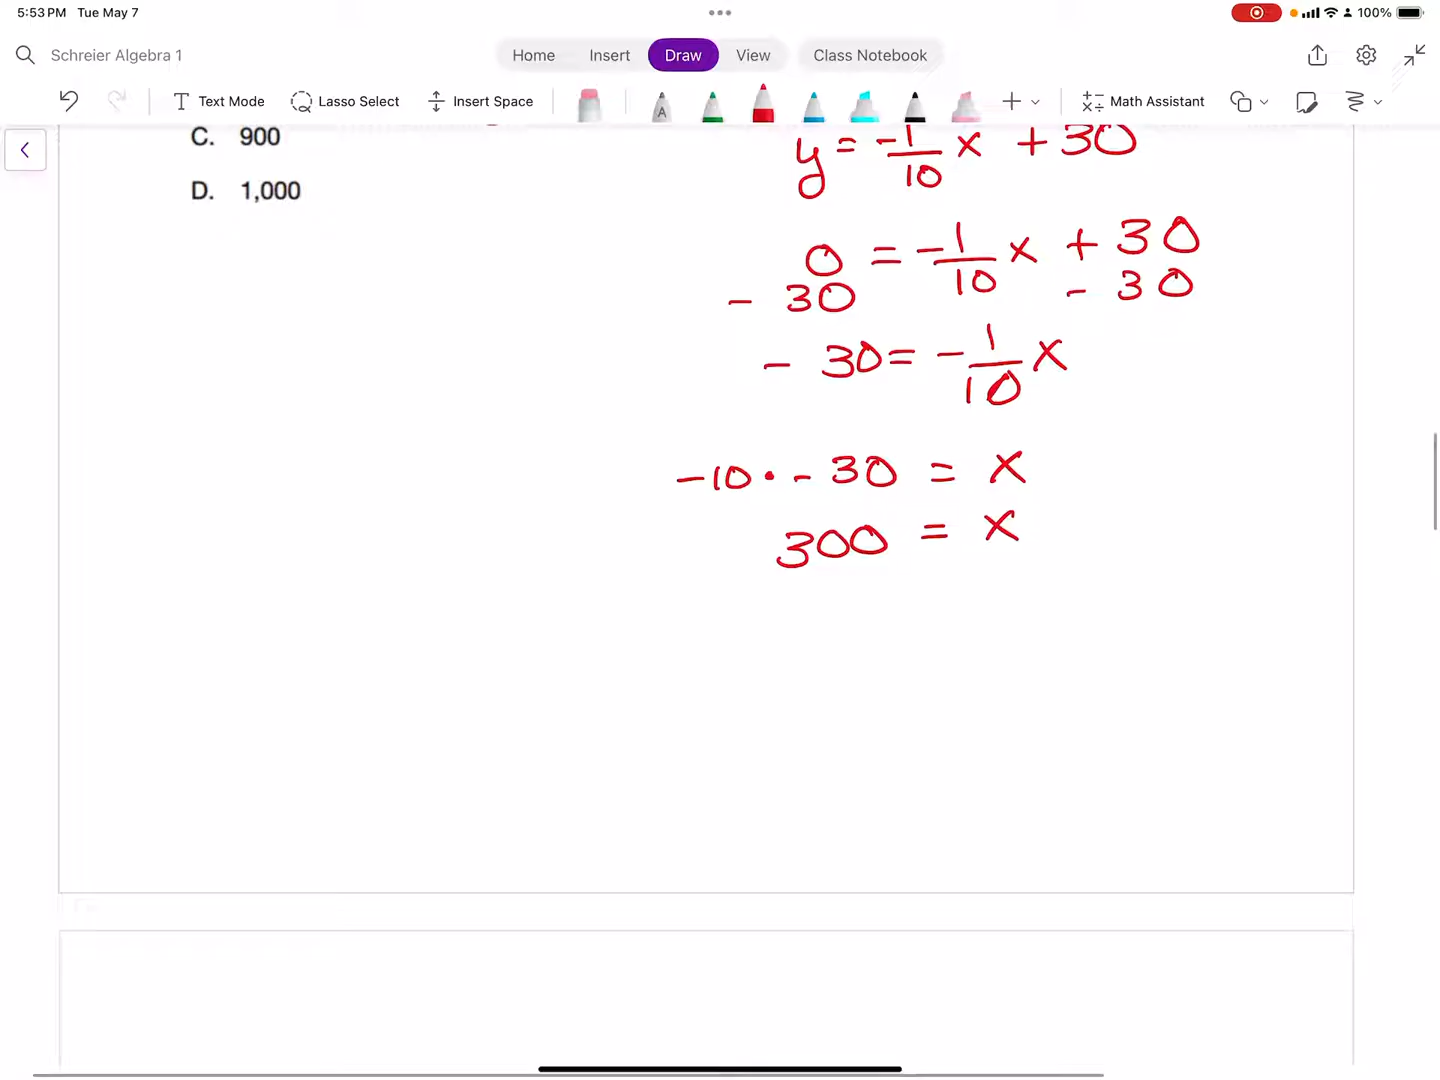 5:53 PM Tue May 7
100%
Schreier Algebra 1
Home Insert Draw View Class Notebook
Text Mode Lasso Select Insert Space A Math Assistant
C. 900
D. 1,000
y = -1/10 x + 30
0 = -1/10 x + 30
- 30 - 30
- 30 = -1/10 x
-10 · -30 = x
300 = x